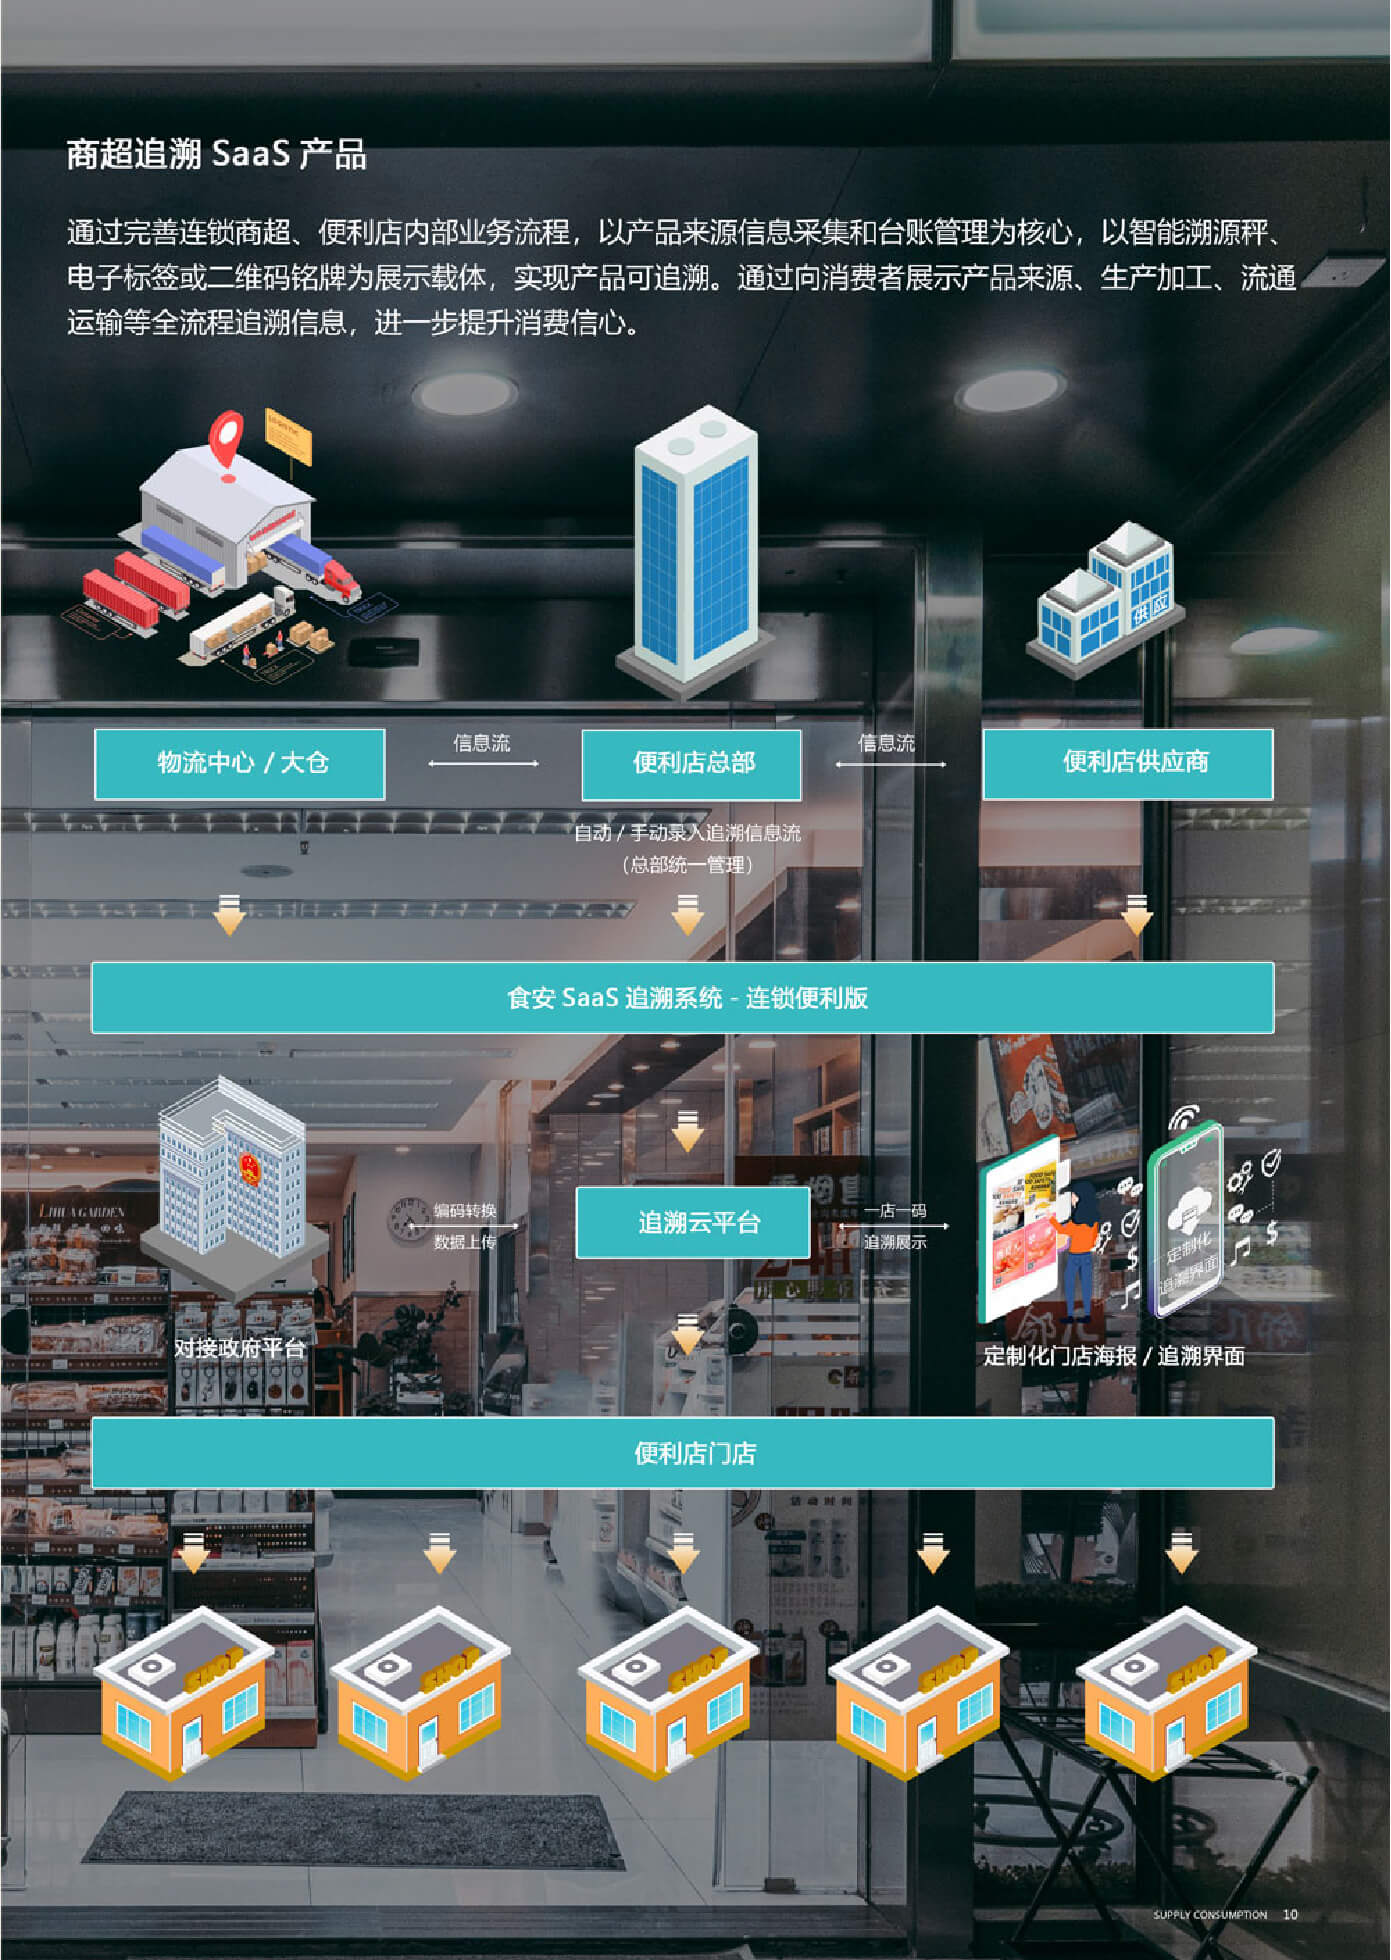 商超追溯 SaaS 产品
通过完善连锁商超、便利店内部业务流程，以产品来源信息采集和台账管理为核心，以智能溯源秤、
电子标签或二维码铭牌为展示载体，实现产品可追溯。通过向消费者展示产品来源、生产加工、流通
运输等全流程追溯信息，进一步提升消费信心。
供应
物流中心 / 大仓
信息流
便利店总部
信息流
便利店供应商
自动 / 手动录入追溯信息流
（总部统一管理）
食安 SaaS 追溯系统 - 连锁便利版
LIHUA GARDEN
编码转换
数据上传
追溯云平台
一店一码
追溯展示
定制化
追溯界面
对接政府平台
邻几
定制化门店海报 / 追溯界面
便利店门店
活动时间
SHOP
SHOP
SHOP
SHOP
SHOP
SUPPLY CONSUMPTION 10